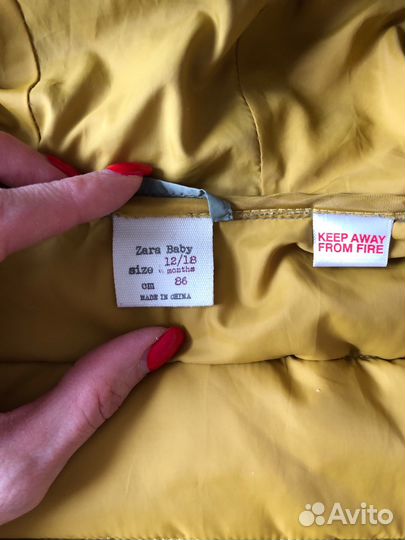 Zara Baby
size 12/18 months
cm 86
MADE IN CHINA
KEEP AWAY
FROM FIRE
Avito